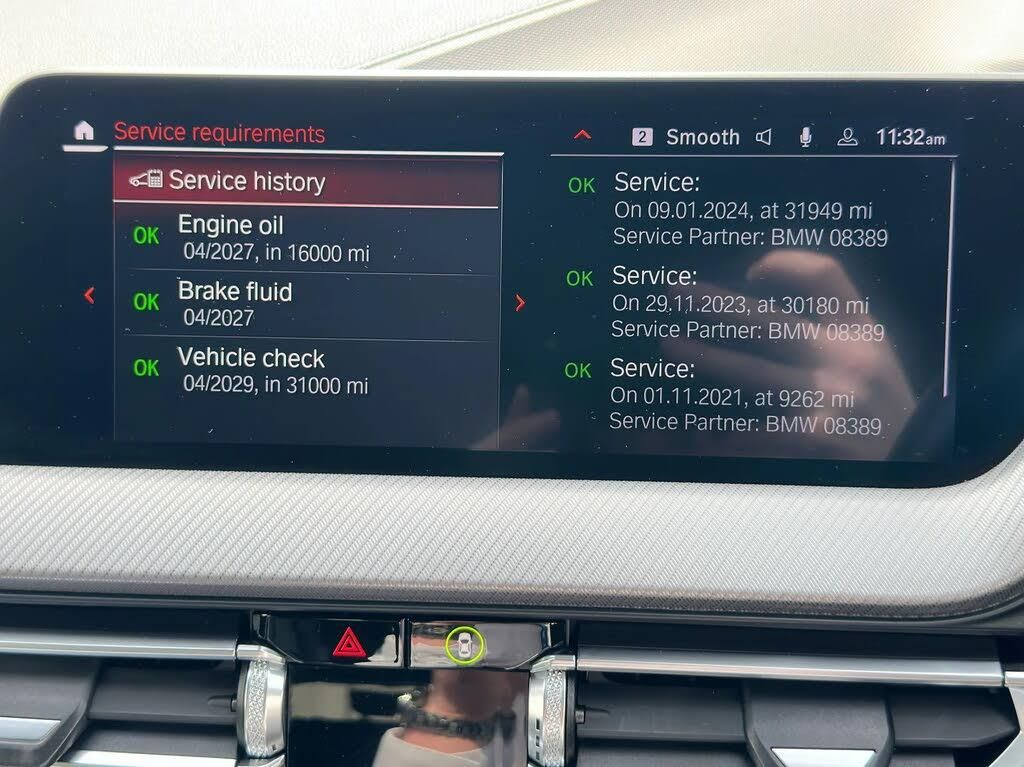 Service requirements
2 Smooth 11:32am
Service history
OK Engine oil
04/2027, in 16000 mi
OK Brake fluid
04/2027
OK Vehicle check
04/2029, in 31000 mi
OK Service:
On 09.01.2024, at 31949 mi
Service Partner: BMW 08389
OK Service:
On 29.11.2023, at 30180 mi
Service Partner: BMW 08389
OK Service:
On 01.11.2021, at 9262 mi
Service Partner: BMW 08389